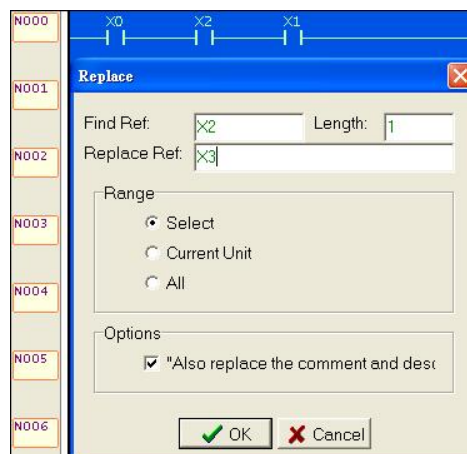 N000
X0 X2 X1
Replace
N001
Find Ref: X2 Length: 1
Replace Ref: X3
N002
Range
Select
N003
Current Unit
All
N004
Options
N005
"Also replace the comment and
N006
OK Cancel